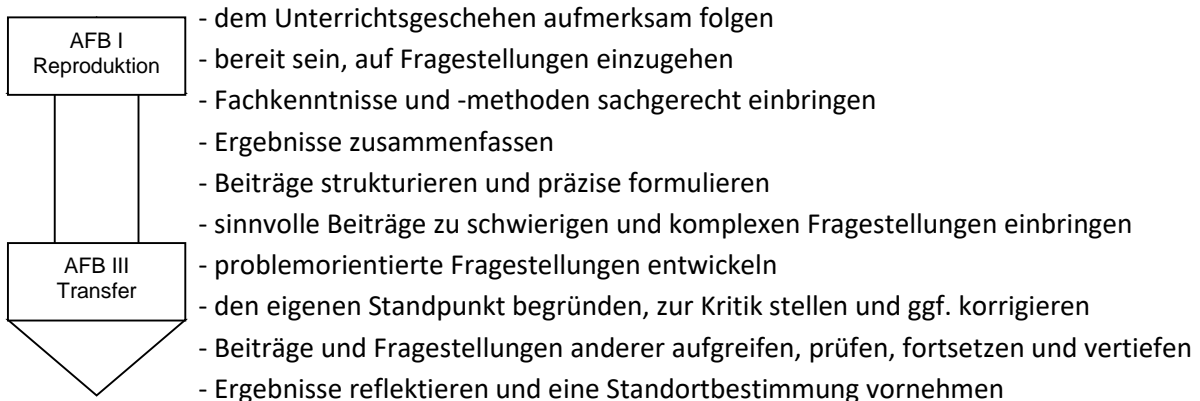 - dem Unterrichtsgeschehen aufmerksam folgen
AFB I
Reproduktion
- bereit sein, auf Fragestellungen einzugehen
- Fachkenntnisse und -methoden sachgerecht einbringen
- Ergebnisse zusammenfassen
- Beiträge strukturieren und präzise formulieren
- sinnvolle Beiträge zu schwierigen und komplexen Fragestellungen einbringen
AFB III
Transfer
- problemorientierte Fragestellungen entwickeln
- den eigenen Standpunkt begründen, zur Kritik stellen und ggf. korrigieren
- Beiträge und Fragestellungen anderer aufgreifen, prüfen, fortsetzen und vertiefen
- Ergebnisse reflektieren und eine Standortbestimmung vornehmen